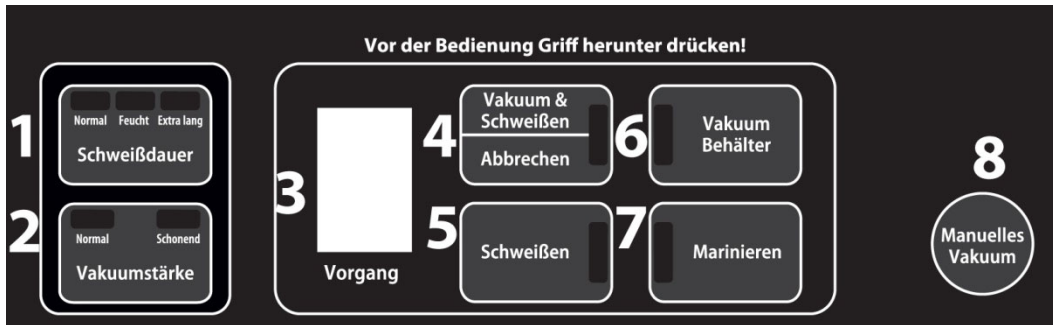 Vor der Bedienung Griff herunter drücken!
1
Normal Feucht Extra lang
Schweißdauer
2
Normal Schonend
Vakuumstärke
3
Vorgang
4
Vakuum &
Schweißen
Abbrechen
5
Schweißen
6
Vakuum
Behälter
7
Marinieren
8
Manuelles
Vakuum